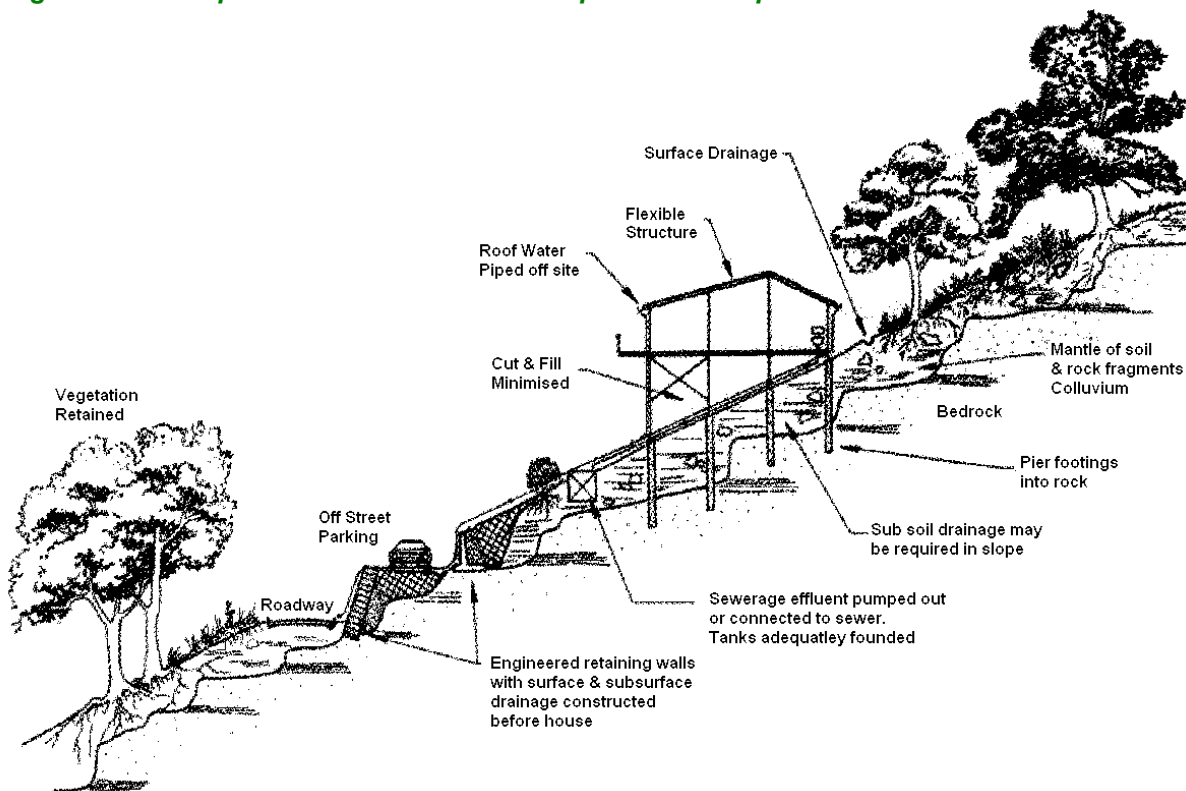 Surface Drainage
Flexible
Structure
Roof Water
Piped off site
Cut & Fill
Minimised
Mantle of soil
& rock fragments
Colluvium
Bedrock
Vegetation
Retained
Pier footings
into rock
Off Street
Parking
Sub soil drainage may
be required in slope
Roadway
Sewerage effluent pumped out
or connected to sewer.
Tanks adequatley founded
Engineered retaining walls
with surface & subsurface
drainage constructed
before house